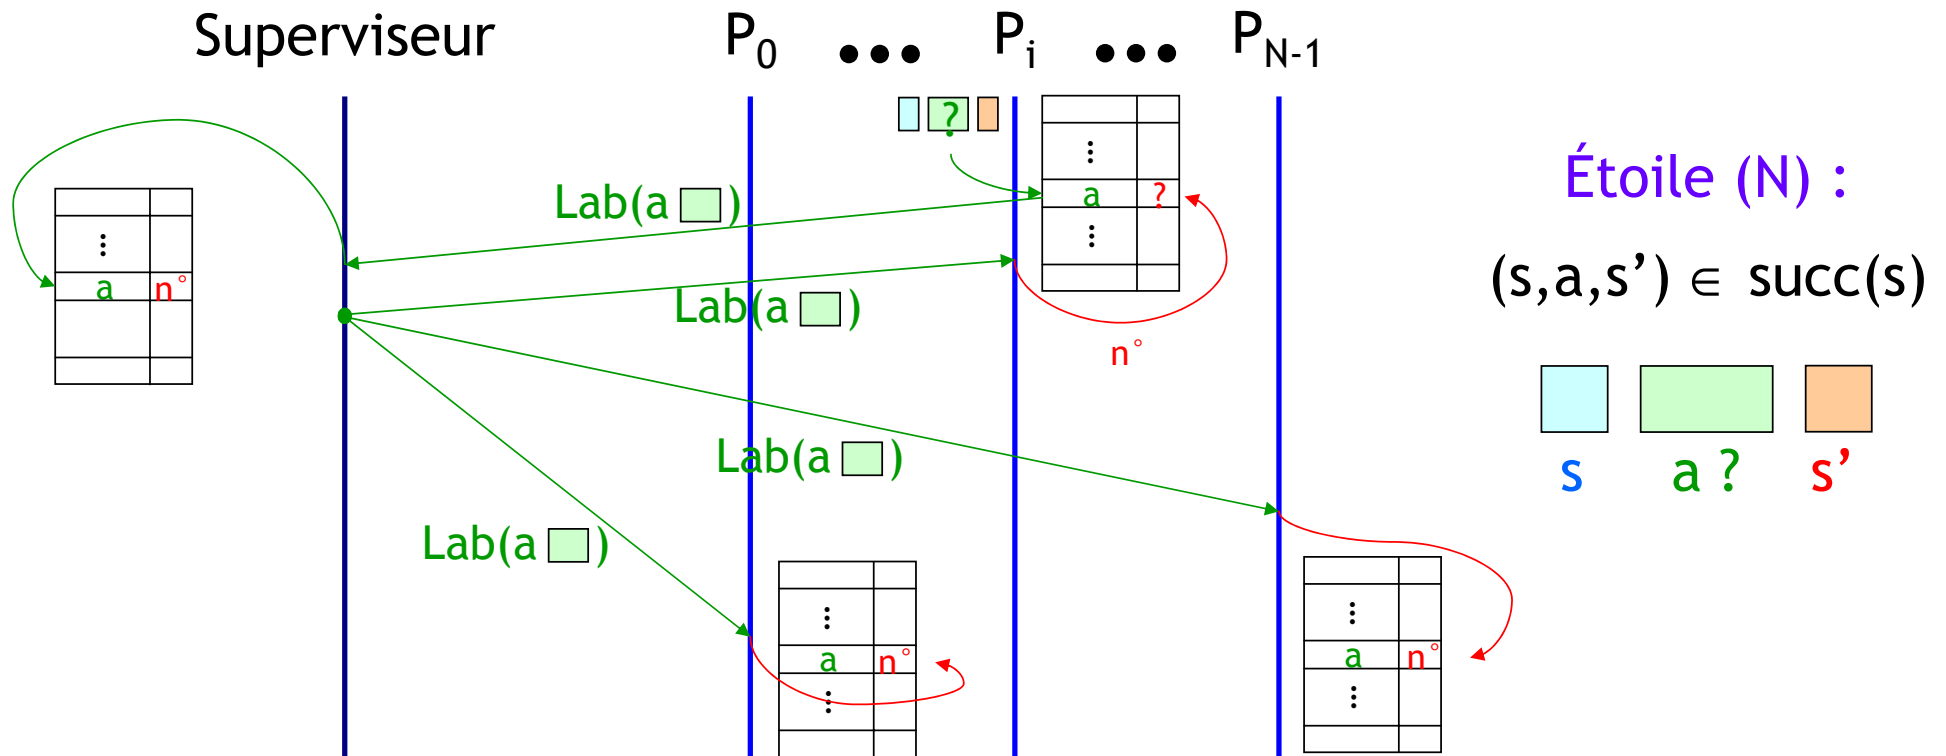 Superviseur P0 ••• Pi ••• PN-1
?
⋮
Étoile (N) :
Lab(a )
a ?
⋮
⋮
(s,a,s’) ∈ succ(s)
a n°
Lab(a )
n°
Lab(a )
s a ? s’
Lab(a )
⋮
⋮
a n°
a n°
⋮
⋮